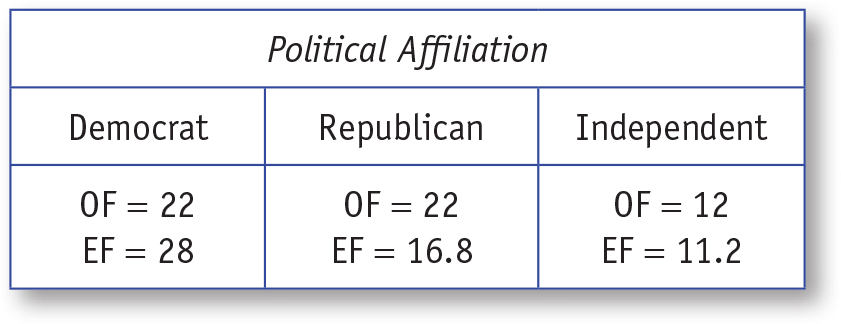 Political Affiliation
Democrat Republican Independent
OF = 22 OF = 22 OF = 12
EF = 28 EF = 16.8 EF = 11.2